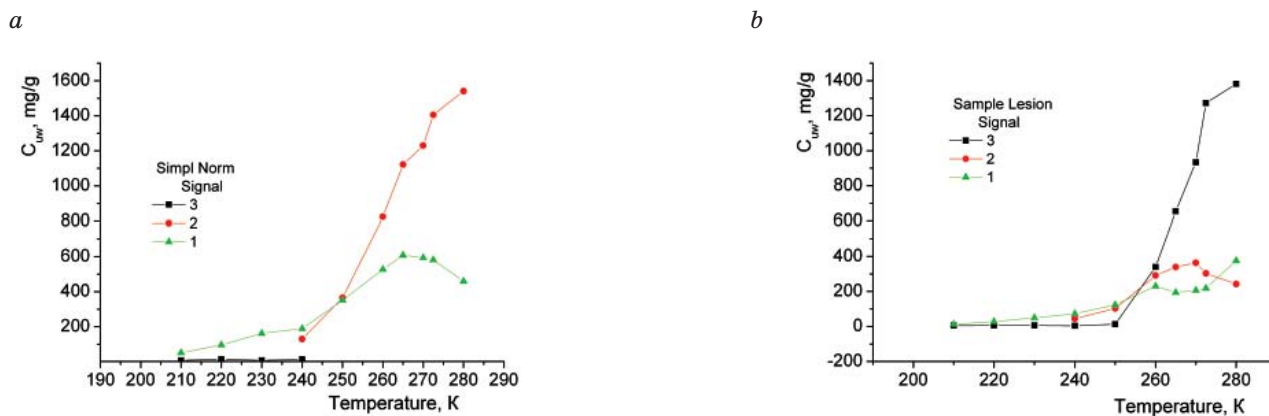 a
b
C_uw, mg/g
1600
1400
1200
1000
800
600
400
200
Simpl Norm
Signal
3
2
1
190 200 210 220 230 240 250 260 270 280 290
Temperature, K
C_uw, mg/g
1400
1200
1000
800
600
400
200
0
-200
Sample Lesion
Signal
3
2
1
200 220 240 260 280
Temperature, K